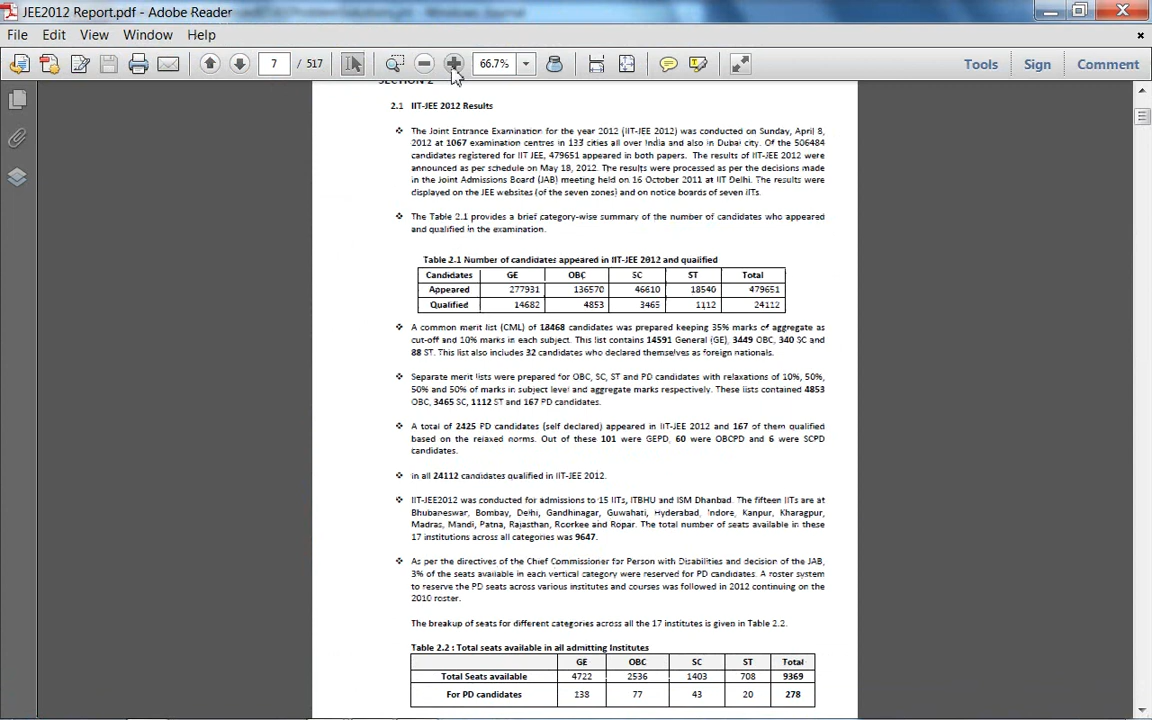 JEE2012 Report.pdf - Adobe Reader
File Edit View Window Help
7 / 517 66.7% Tools Sign Comment
SECTION 2
2.1 IIT-JEE 2012 Results
❖ The Joint Entrance Examination for the year 2012 (IIT-JEE 2012) was conducted on Sunday, April 8,
2012 at 1067 examination centres in 133 cities all over India and also in Dubai city. Of the 506484
candidates registered for IIT JEE, 479651 appeared in both papers. The results of IIT-JEE 2012 were
announced as per schedule on May 18, 2012. The results were processed as per the decisions made
in the Joint Admissions Board (JAB) meeting held on 16 October 2011 at IIT Delhi. The results were
displayed on the JEE websites (of the seven zones) and on notice boards of seven IITs.
❖ The Table 2.1 provides a brief category-wise summary of the number of candidates who appeared
and qualified in the examination.
Table 2.1 Number of candidates appeared in IIT-JEE 2012 and qualified
Candidates GE OBC SC ST Total
Appeared 277931 136570 46610 18540 479651
Qualified 14682 4853 3465 1112 24112
❖ A common merit list (CML) of 18468 candidates was prepared keeping 35% marks of aggregate as
cut-off and 10% marks in each subject. This list contains 14591 General (GE), 3449 OBC, 340 SC and
88 ST. This list also includes 32 candidates who declared themselves as foreign nationals.
❖ Separate merit lists were prepared for OBC, SC, ST and PD candidates with relaxations of 10%, 50%,
50% and 50% of marks in subject level and aggregate marks respectively. These lists contained 4853
OBC, 3465 SC, 1112 ST and 167 PD candidates.
❖ A total of 2425 PD candidates (self declared) appeared in IIT-JEE 2012 and 167 of them qualified
based on the relaxed norms. Out of these 101 were GEPD, 60 were OBCPD and 6 were SCPD
candidates.
❖ In all 24112 candidates qualified in IIT-JEE 2012.
❖ IIT-JEE2012 was conducted for admissions to 15 IITs, ITBHU and ISM Dhanbad. The fifteen IITs are at
Bhubaneswar, Bombay, Delhi, Gandhinagar, Guwahati, Hyderabad, Indore, Kanpur, Kharagpur,
Madras, Mandi, Patna, Rajasthan, Roorkee and Ropar. The total number of seats available in these
17 institutions across all categories was 9647.
❖ As per the directives of the Chief Commissioner for Person with Disabilities and decision of the JAB,
3% of the seats available in each vertical category were reserved for PD candidates. A roster system
to reserve the PD seats across various institutes and courses was followed in 2012 continuing on the
2010 roster.
The breakup of seats for different categories across all the 17 institutes is given in Table 2.2.
Table 2.2 : Total seats available in all admitting Institutes
GE OBC SC ST Total
Total Seats available 4722 2536 1403 708 9369
For PD candidates 138 77 43 20 278